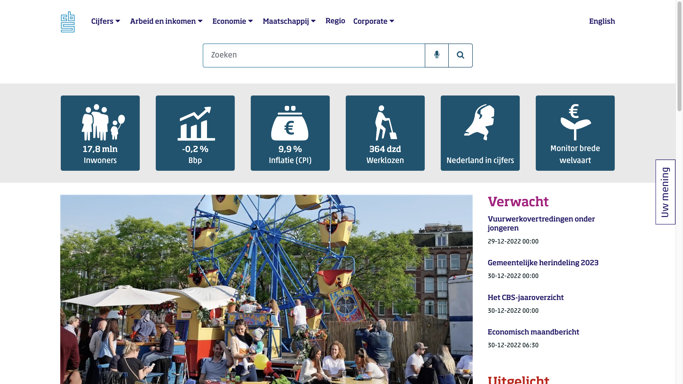 Cijfers
Arbeid en inkomen
Economie
Maatschappij
Regio
Corporate
English
Zoeken
17,8 mln
Inwoners
-0,2 %
Bbp
9,9 %
Inflatie (CPI)
364 dzd
Werklozen
Nederland in cijfers
Monitor brede
welvaart
Uw mening
Verwacht
Vuurwerkovertredingen onder
jongeren
29-12-2022 00:00
Gemeentelijke herindeling 2023
30-12-2022 00:00
Het CBS-jaaroverzicht
30-12-2022 00:00
Economisch maandbericht
30-12-2022 06:30
Uitgelicht